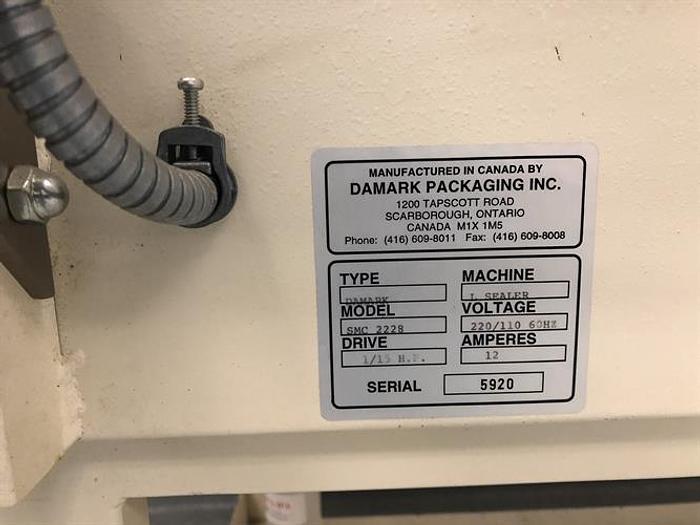 MANUFACTURED IN CANADA BY
DAMARK PACKAGING INC.
1200 TAPSCOTT ROAD
SCARBOROUGH, ONTARIO
CANADA M1X 1M5
Phone: (416) 609-8011 Fax: (416) 609-8008
TYPE MACHINE
DAMARK L SEALER
MODEL VOLTAGE
SMC 2228 220/110 60HZ
DRIVE AMPERES
1/15 H.P. 12
SERIAL 5920